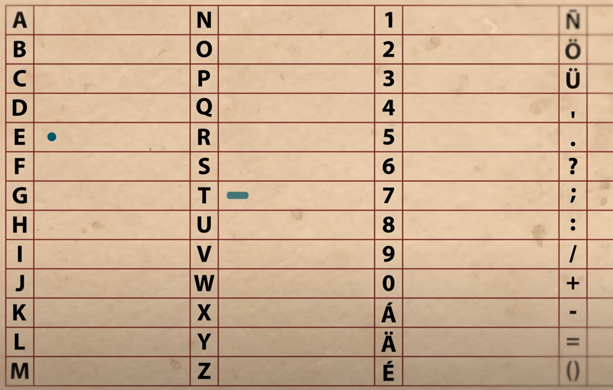 A N 1 Ñ
B O 2 Ö
C P 3 Ü
D Q 4 ,
E • R 5 .
F S 6 ?
G T — 7 ;
H U 8 :
I V 9 /
J W 0 +
K X Á -
L Y Ä =
M Z É ()